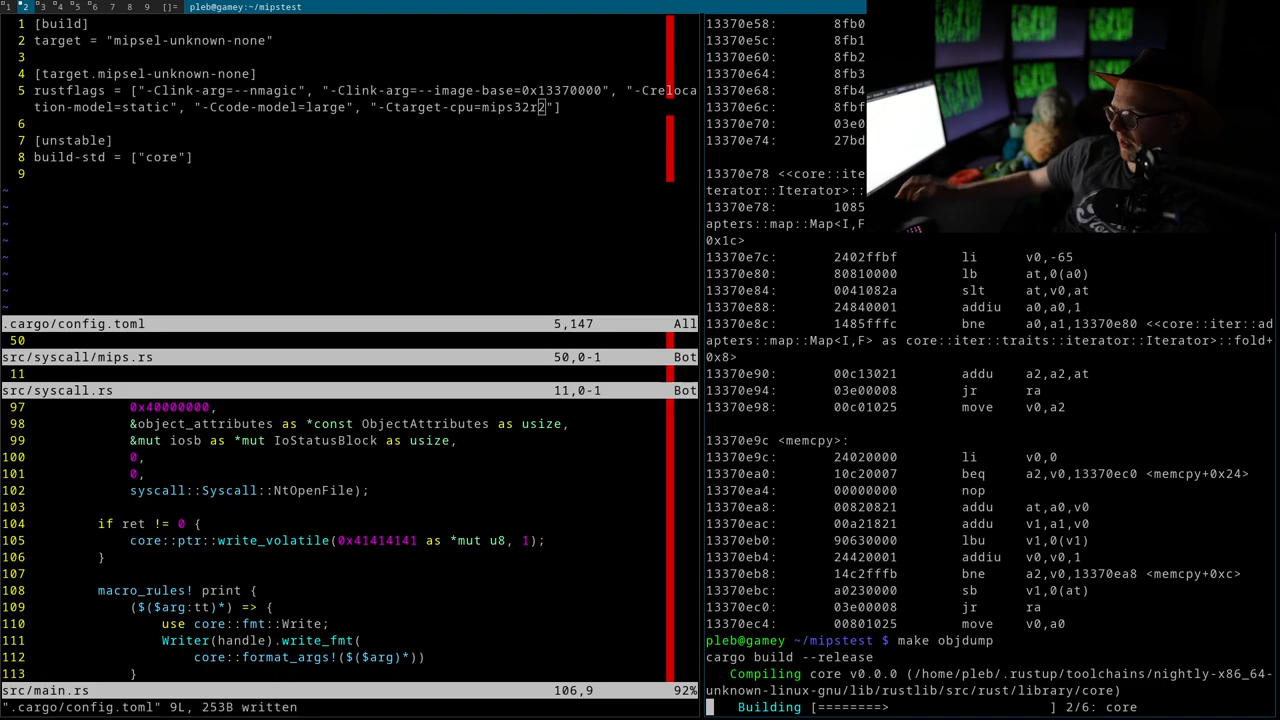 1 2 3 4 5 6 7 8 9 []= pleb@gamey:~/mipstest
1 [build]
2 target = "mipsel-unknown-none"
3
4 [target.mipsel-unknown-none]
5 rustflags = ["-Clink-arg=--nmagic", "-Clink-arg=--image-base=0x13370000", "-Creloca
tion-model=static", "-Ccode-model=large", "-Ctarget-cpu=mips32r2"]
6
7 [unstable]
8 build-std = ["core"]
9
~
~
~
~
~
~
~
~
.cargo/config.toml 5,147 All
50
src/syscall/mips.rs 50,0-1 Bot
11
src/syscall.rs 11,0-1 Bot
97 0x40000000,
98 &object_attributes as *const ObjectAttributes as usize,
99 &mut iosb as *mut IoStatusBlock as usize,
100 0,
101 0,
102 syscall::Syscall::NtOpenFile);
103
104 if ret != 0 {
105 core::ptr::write_volatile(0x41414141 as *mut u8, 1);
106 }
107
108 macro_rules! print {
109 ($($arg:tt)*) => {
110 use core::fmt::Write;
111 Writer(handle).write_fmt(
112 core::format_args!($($arg)*))
113 }
src/main.rs 106,9 92%
".cargo/config.toml" 9L, 253B written
13370e58: 8fb0
13370e5c: 8fb1
13370e60: 8fb2
13370e64: 8fb3
13370e68: 8fb4
13370e6c: 8fbf
13370e70: 03e0
13370e74: 27bd
13370e78 <<core::ite
terator::Iterator>::
13370e78: 1085
apters::map::Map<I,F
0x1c>
13370e7c: 2402ffbf li v0,-65
13370e80: 80810000 lb at,0(a0)
13370e84: 0041082a slt at,v0,at
13370e88: 24840001 addiu a0,a0,1
13370e8c: 1485fffc bne a0,a1,13370e80 <<core::iter::ad
apters::map::Map<I,F> as core::iter::traits::iterator::Iterator>::fold+
0x8>
13370e90: 00c13021 addu a2,a2,at
13370e94: 03e00008 jr ra
13370e98: 00c01025 move v0,a2
13370e9c <memcpy>:
13370e9c: 24020000 li v0,0
13370ea0: 10c20007 beq a2,v0,13370ec0 <memcpy+0x24>
13370ea4: 00000000 nop
13370ea8: 00820821 addu at,a0,v0
13370eac: 00a21821 addu v1,a1,v0
13370eb0: 90630000 lbu v1,0(v1)
13370eb4: 24420001 addiu v0,v0,1
13370eb8: 14c2fffb bne a2,v0,13370ea8 <memcpy+0xc>
13370ebc: a0230000 sb v1,0(at)
13370ec0: 03e00008 jr ra
13370ec4: 00801025 move v0,a0
pleb@gamey ~/mipstest $ make objdump
cargo build --release
Compiling core v0.0.0 (/home/pleb/.rustup/toolchains/nightly-x86_64-
unknown-linux-gnu/lib/rustlib/src/rust/library/core)
Building [========> ] 2/6: core